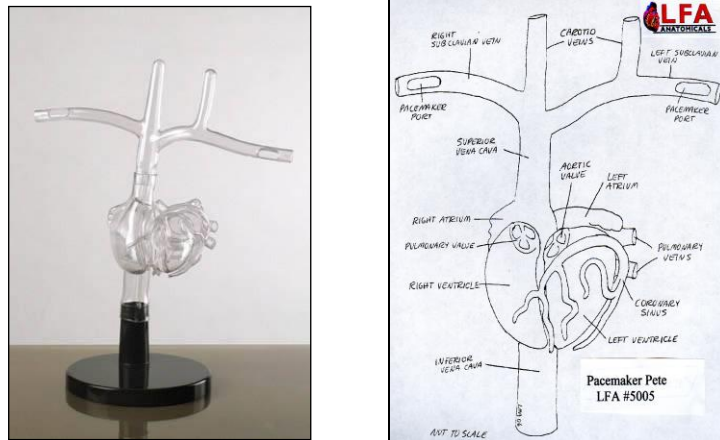 LFA
ANATOMICALS
RIGHT
SUBCLAVIAN VEIN
CAROTID
VEINS
LEFT SUBCLAVIAN
VEIN
PACEMAKER
PORT
PACEMAKER
PORT
SUPERIOR
VENA CAVA
AORTIC
VALVE
LEFT
ATRIUM
RIGHT ATRIUM
PULMONARY VALVE
PULMONARY
VEINS
RIGHT VENTRICLE
CORONARY
SINUS
LEFT VENTRICLE
INFERIOR
VENA CAVA
Pacemaker Pete
LFA #5005
NOT TO SCALE